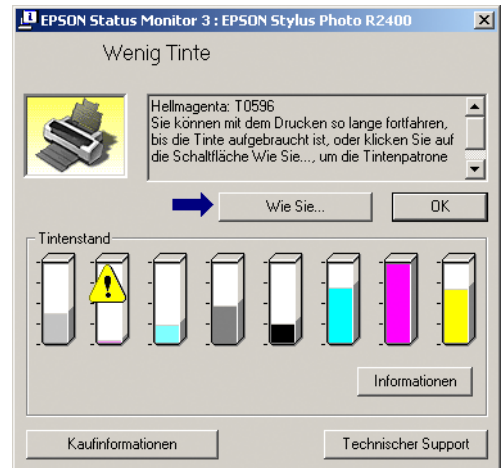 EPSON Status Monitor 3 : EPSON Stylus Photo R2400
Wenig Tinte
Hellmagenta: T0596
Sie können mit dem Drucken so lange fortfahren,
bis die Tinte aufgebraucht ist, oder klicken Sie auf
die Schaltfläche Wie Sie..., um die Tintenpatrone
Wie Sie...
OK
Tintenstand
Informationen
Kaufinformationen
Technischer Support